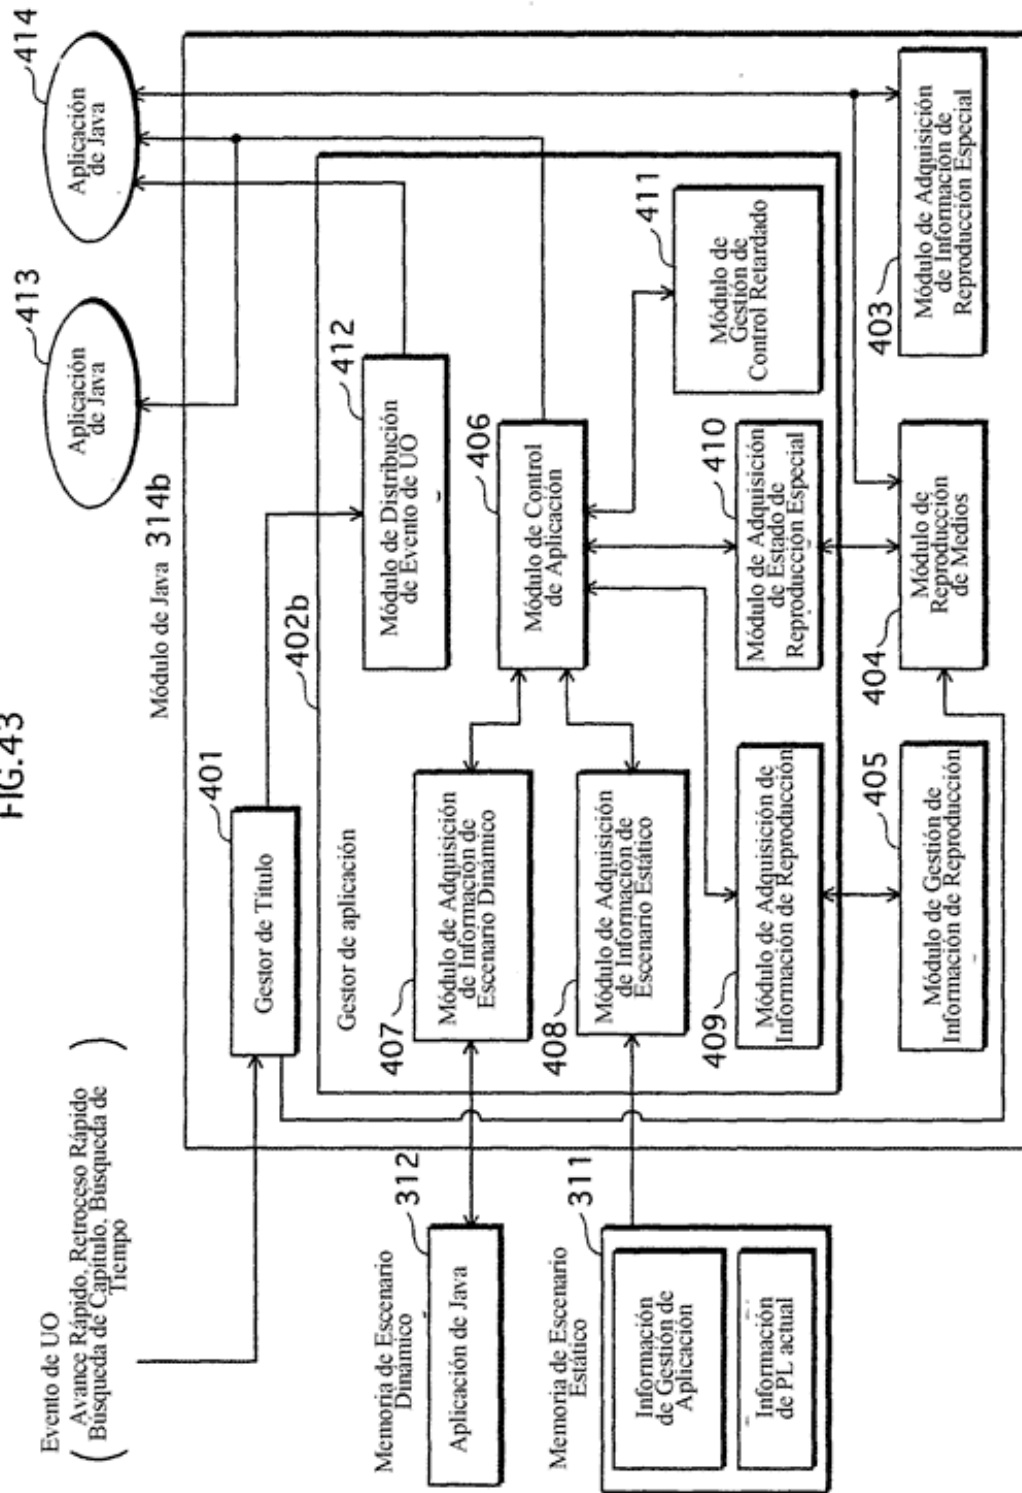 FIG.43
Evento de UO
Avance Rápido, Retroceso Rápido
Búsqueda de Capítulo, Busqueda de
Tiempo
Módulo de Java 314b
401
Gestor de Título
Aplicación
de Java
413
Aplicación
de Java
414
402b
Gestor de aplicación
Módulo de Distribución
de Evento de UO
412
Memoria de Escenario
Dinámico
312
Aplicación de Java
407
Módulo de Adquisición
de Información de
Escenario Dinámico
406
Módulo de Control
de Aplicación
Módulo de
Gestión de
Control Retardado
411
Memoria de Escenario
Estático
311
Información
de Gestión de
Aplicación
Información
de PL actual
408
Módulo de Adquisición
de Información de
Escenario Estático
409
Módulo de Adquisición de
Información de Reproducción
410
Módulo de Adquisición
de Estado de
Reproducción Especial
405
Módulo de Gestión de
Información de Reproducción
404
Módulo de
Reproducción
de Medios
403
Módulo de Adquisición
de Información de
Reproducción Especial